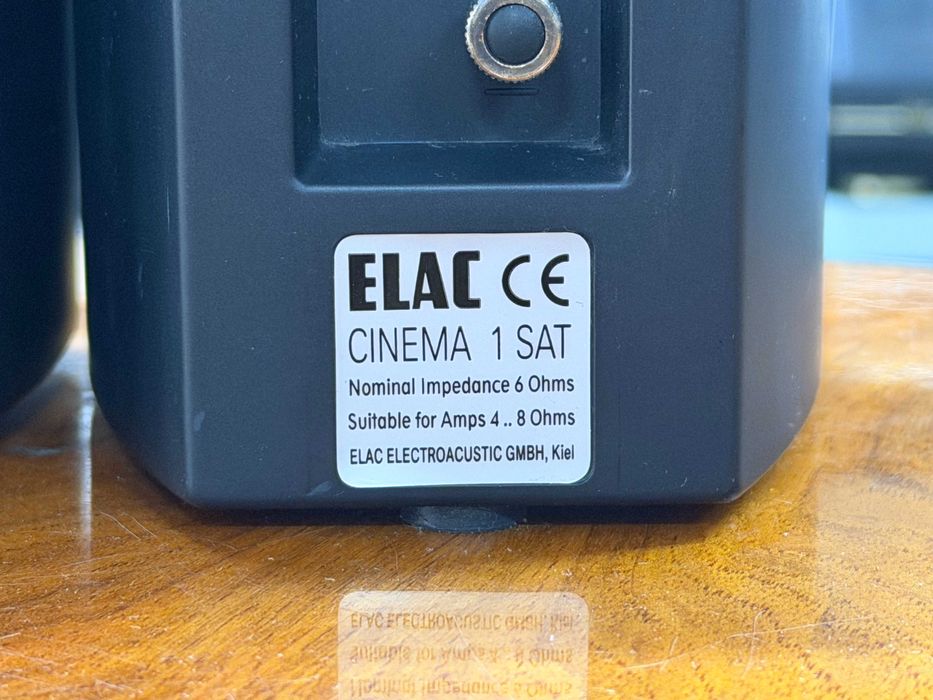 ELAC CE
CINEMA 1 SAT
Nominal Impedance 6 Ohms
Suitable for Amps 4 .. 8 Ohms
ELAC ELECTROACUSTIC GMBH, Kiel